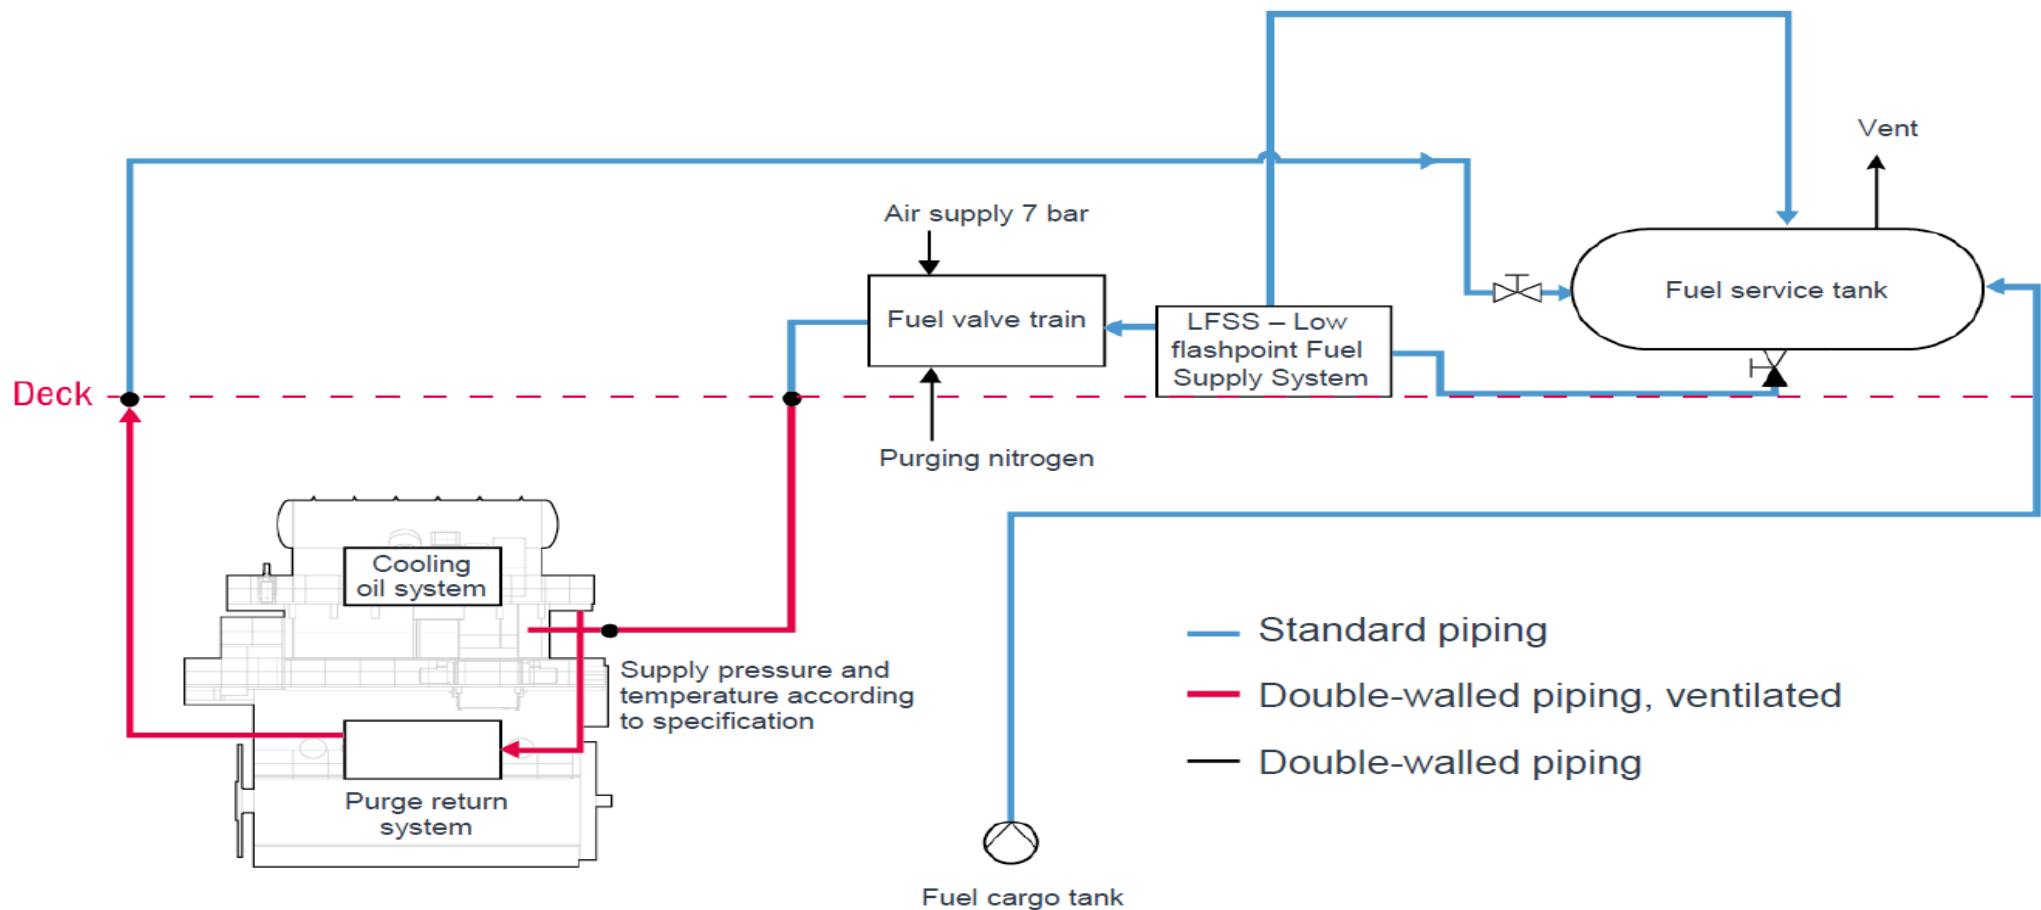 Vent
Air supply 7 bar
Fuel valve train
LFSS – Low
flashpoint Fuel
Supply System
Fuel service tank
Deck
Purging nitrogen
Cooling
oil system
Supply pressure and
temperature according
to specification
Purge return
system
Standard piping
Double-walled piping, ventilated
Double-walled piping
Fuel cargo tank